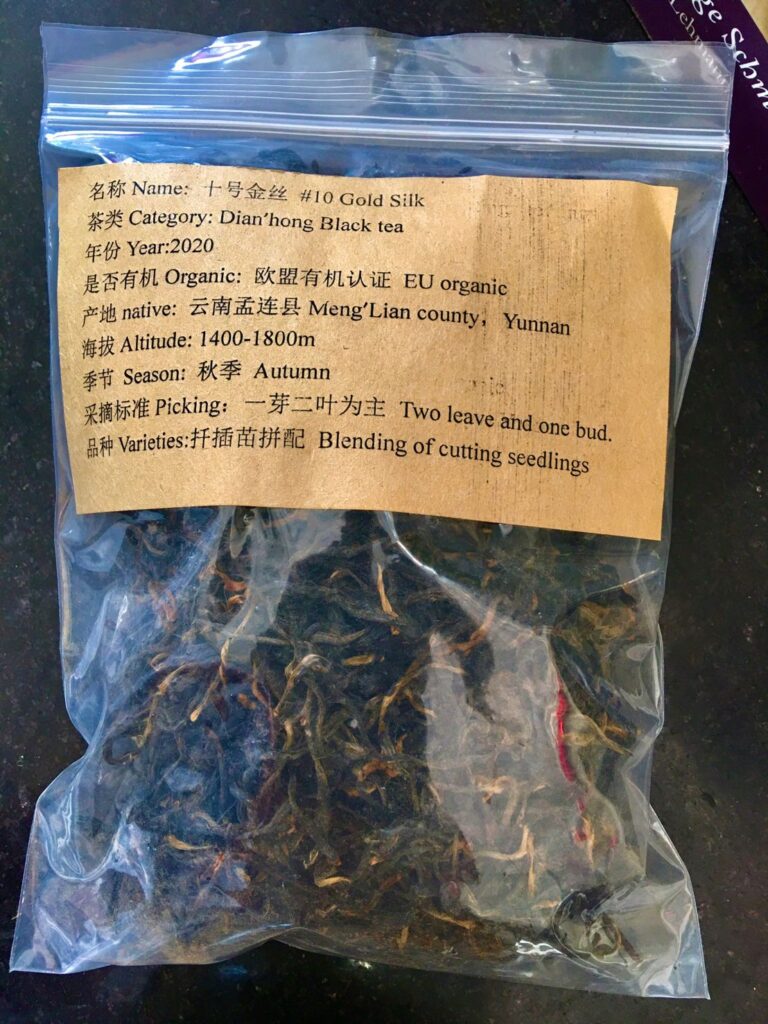 ge Schm
Lehmann
名称 Name: 十号金丝 #10 Gold Silk
茶类 Category: Dian'hong Black tea
年份 Year:2020
是否有机 Organic: 欧盟有机认证 EU organic
产地 native: 云南孟连县 Meng'Lian county, Yunnan
海拔 Altitude: 1400-1800m
季节 Season: 秋季 Autumn
采摘标准 Picking: 一芽二叶为主 Two leave and one bud.
品种 Varieties:扦插苗拼配 Blending of cutting seedlings